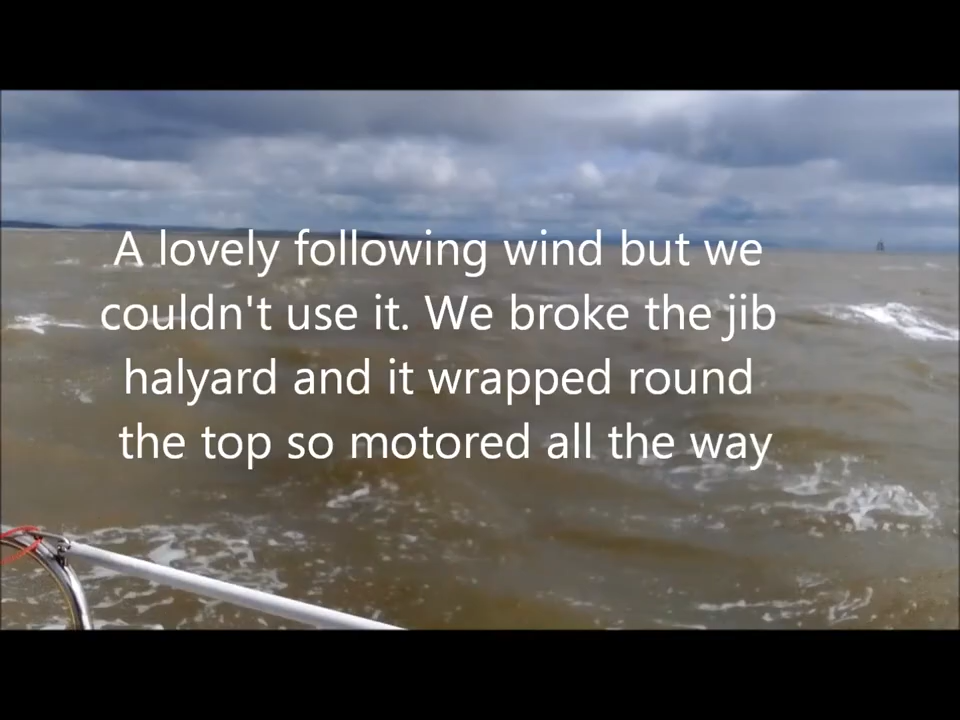 A lovely following wind but we
couldn't use it. We broke the jib
halyard and it wrapped round
the top so motored all the way